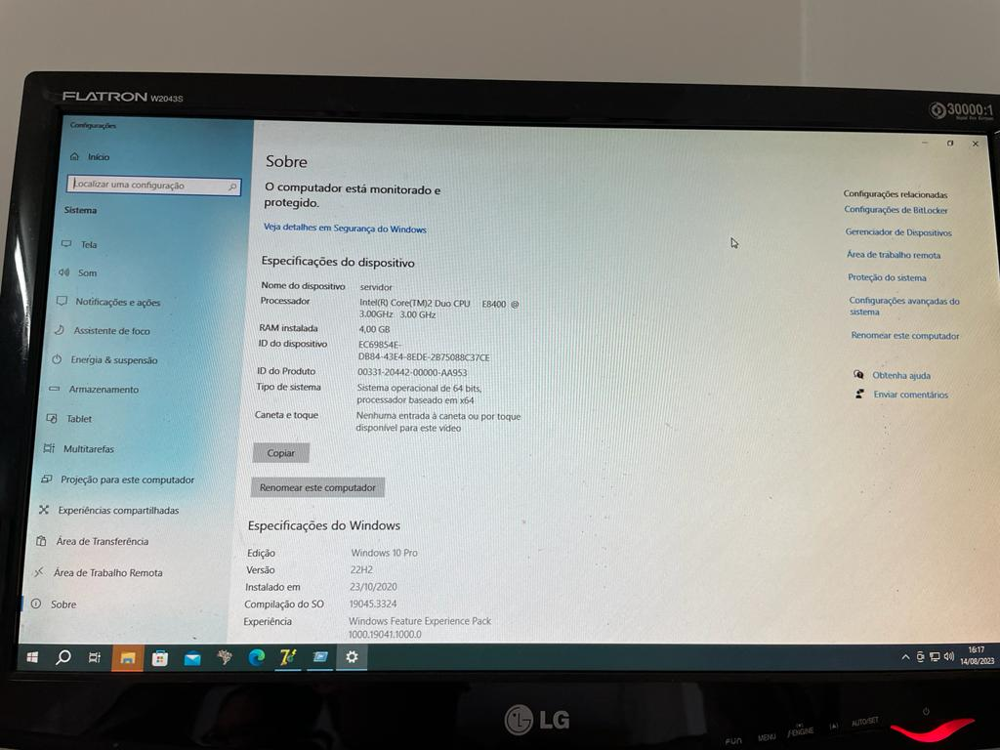 FLATRON W2043S
30000:1
Configurações
Início
Localizar uma configuração
Sistema
Tela
Som
Notificações e ações
Assistente de foco
Energia & suspensão
Armazenamento
Tablet
Multitarefas
Projeção para este computador
Experiências compartilhadas
Área de Transferência
Área de Trabalho Remota
Sobre
Sobre
O computador está monitorado e
protegido.
Veja detalhes em Segurança do Windows
Especificações do dispositivo
Nome do dispositivo servidor
Processador Intel(R) Core(TM)2 Duo CPU E8400 @
3.00GHz 3.00 GHz
RAM instalada 4,00 GB
ID do dispositivo EC69854E-
DB84-43E4-8EDE-2B75088C37CE
ID do Produto 00331-20442-00000-AA953
Tipo de sistema Sistema operacional de 64 bits,
processador baseado em x64
Caneta e toque Nenhuma entrada à caneta ou por toque
disponível para este vídeo
Copiar
Renomear este computador
Especificações do Windows
Edição Windows 10 Pro
Versão 22H2
Instalado em 23/10/2020
Compilação do SO 19045.3324
Experiência Windows Feature Experience Pack
1000.19041.1000.0
Configurações relacionadas
Configurações de BitLocker
Gerenciador de Dispositivos
Área de trabalho remota
Proteção do sistema
Configurações avançadas do
sistema
Renomear este computador
Obtenha ajuda
Enviar comentários
16:17
14/08/2023
LG
FUN MENU f-ENGINE AUTO/SET